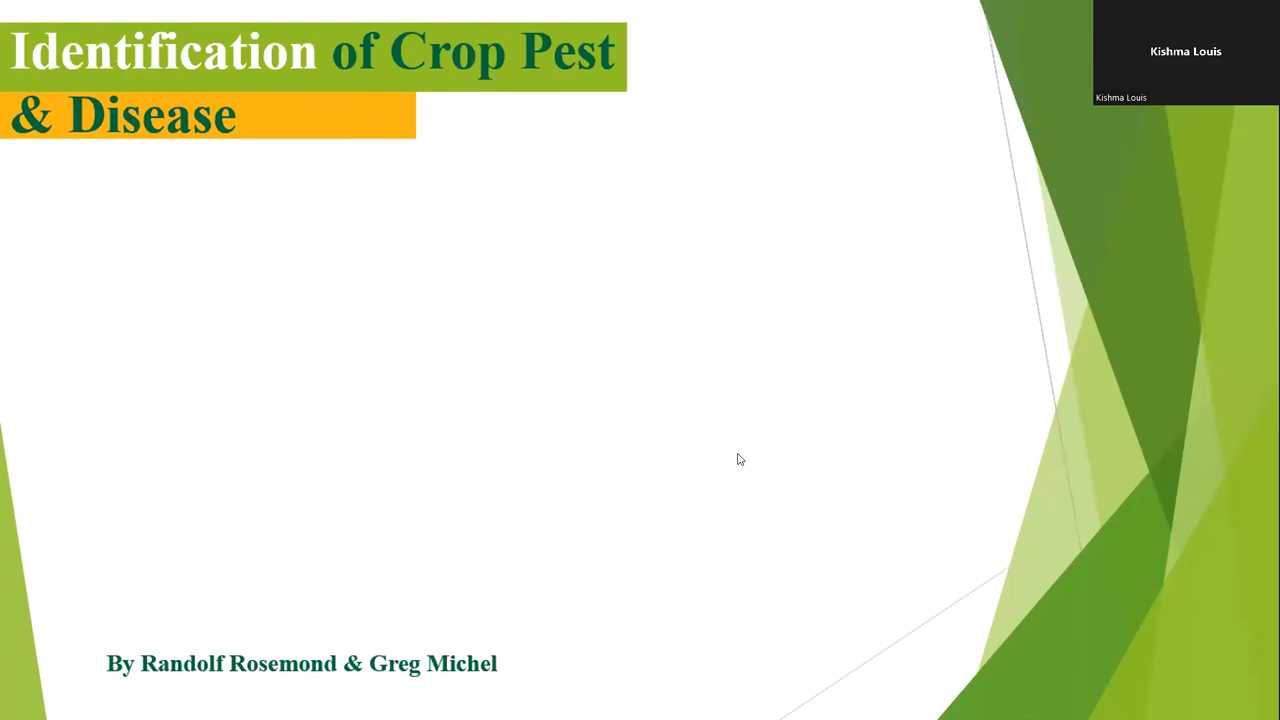 Identification of Crop Pest
& Disease
Kishma Louis
Kishma Louis
By Randolf Rosemond & Greg Michel